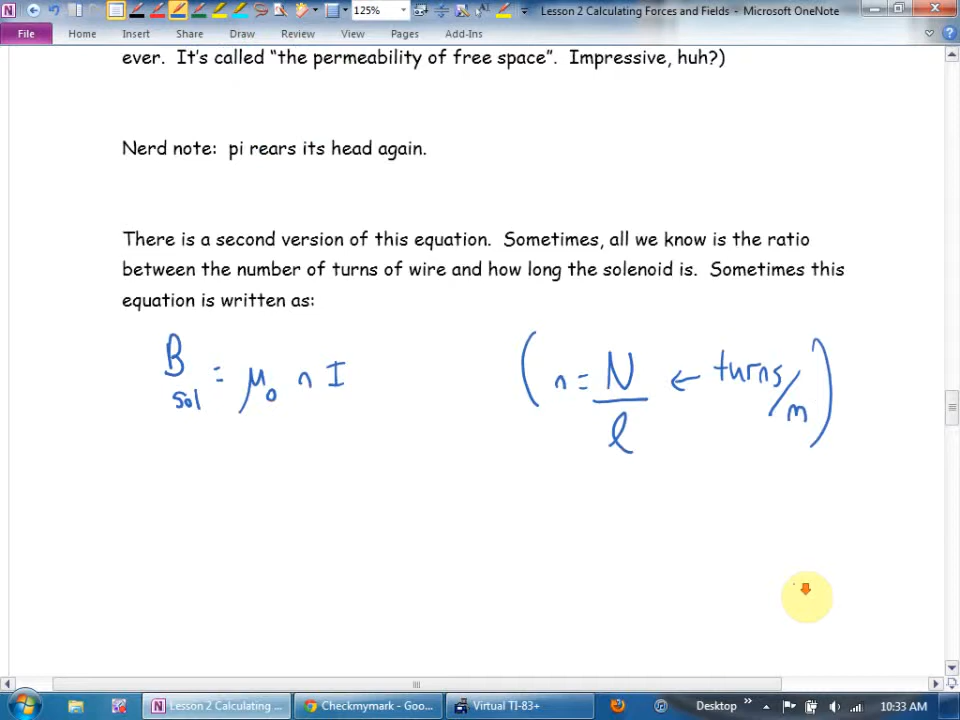 125%
Lesson 2 Calculating Forces and Fields - Microsoft OneNote
File Home Insert Share Draw Review View Pages Add-Ins
ever. It's called "the permeability of free space". Impressive, huh?)
Nerd note: pi rears its head again.
There is a second version of this equation. Sometimes, all we know is the ratio
between the number of turns of wire and how long the solenoid is. Sometimes this
equation is written as:
B sol = μ₀ n I (n = N/ℓ ← turns/m)
Lesson 2 Calculating ... Checkmymark - Goo... Virtual TI-83+ Desktop » 10:33 AM